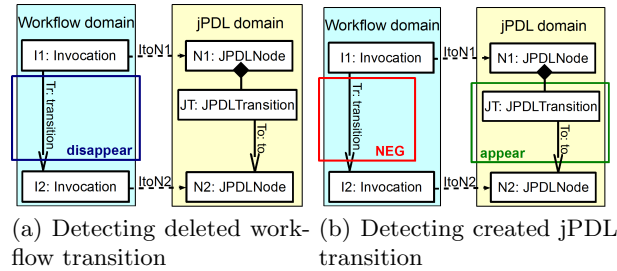 Workflow domain
jPDL domain
I1: Invocation
ItoN1
N1: JPDLNode
Tr: transition
JT: JPDLTransition
To: to
disappear
I2: Invocation
ItoN2
N2: JPDLNode
(a) Detecting deleted work-
flow transition
Workflow domain
jPDL domain
I1: Invocation
ItoN1
N1: JPDLNode
Tr: transition
JT: JPDLTransition
To: to
NEG
appear
I2: Invocation
ItoN2
N2: JPDLNode
(b) Detecting created jPDL
transition